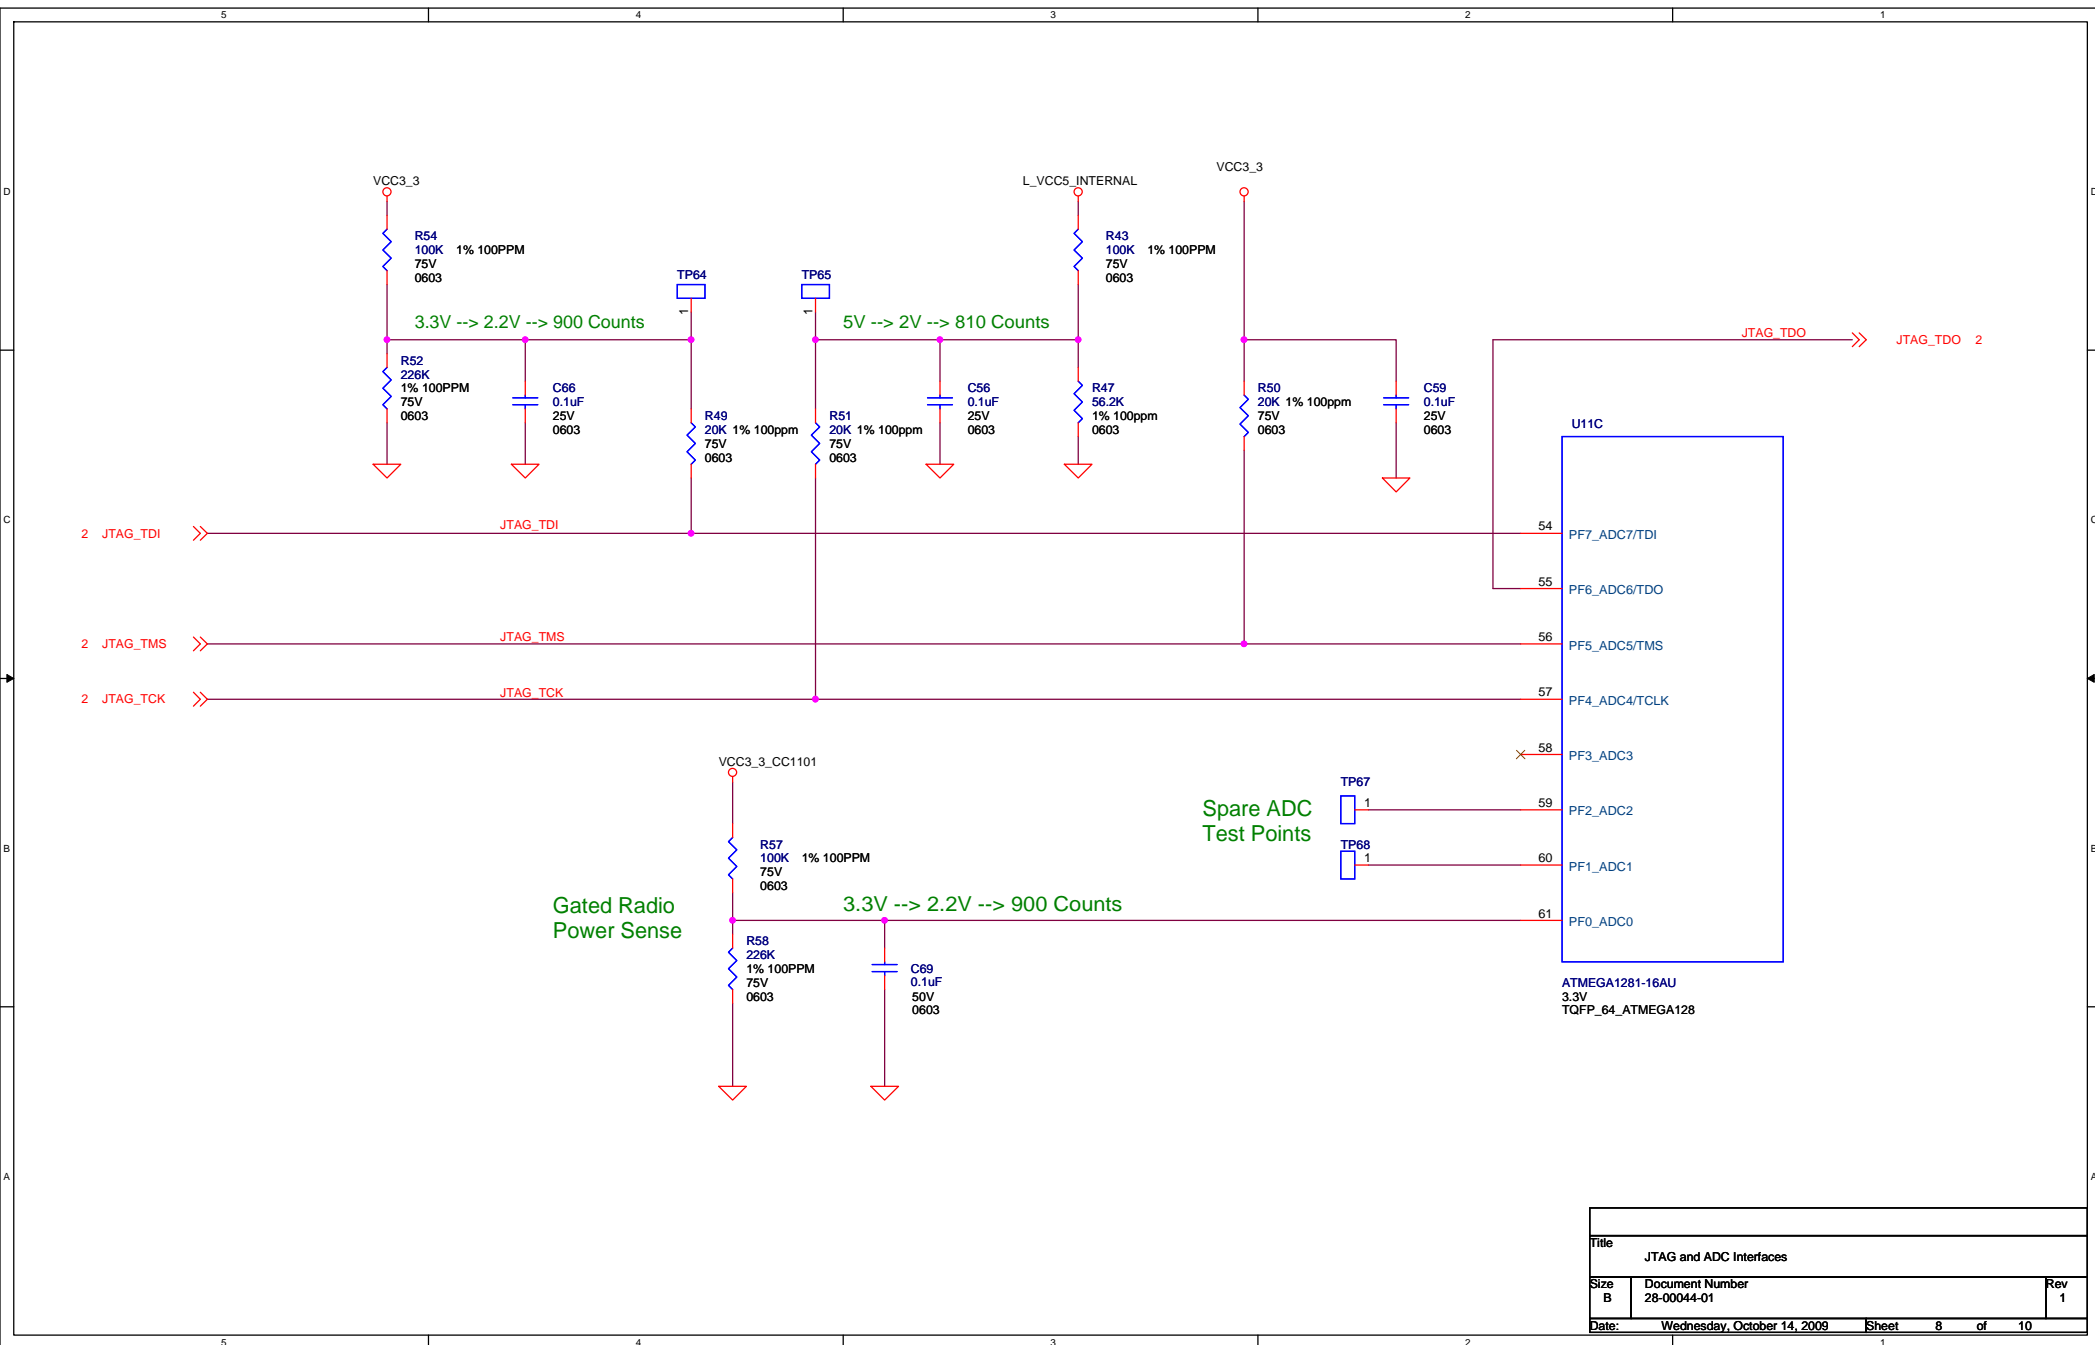 5 4 3 2 1
D D
C C
B B
A A
VCC3_3
R54
100K 1% 100PPM
75V
0603
TP64
1
3.3V --> 2.2V --> 900 Counts
R52
226K
1% 100PPM
75V
0603
C66
0.1uF
25V
0603
R49
20K 1% 100ppm
75V
0603
TP65
1
L_VCC5_INTERNAL
R43
100K 1% 100PPM
75V
0603
5V --> 2V --> 810 Counts
R51
20K 1% 100ppm
75V
0603
C56
0.1uF
25V
0603
R47
56.2K
1% 100ppm
0603
VCC3_3
R50
20K 1% 100ppm
75V
0603
C59
0.1uF
25V
0603
JTAG_TDO
JTAG_TDO 2
2 JTAG_TDI
JTAG_TDI
2 JTAG_TMS
JTAG_TMS
2 JTAG_TCK
JTAG_TCK
U11C
54 PF7_ADC7/TDI
55 PF6_ADC6/TDO
56 PF5_ADC5/TMS
57 PF4_ADC4/TCLK
58 PF3_ADC3
59 PF2_ADC2
60 PF1_ADC1
61 PF0_ADC0
ATMEGA1281-16AU
3.3V
TQFP_64_ATMEGA128
Spare ADC
Test Points
TP67
1
TP68
1
VCC3_3_CC1101
R57
100K 1% 100PPM
75V
0603
Gated Radio
Power Sense
3.3V --> 2.2V --> 900 Counts
R58
226K
1% 100PPM
75V
0603
C69
0.1uF
50V
0603
Title
JTAG and ADC Interfaces
Size Document Number Rev
B 28-00044-01 1
Date: Wednesday, October 14, 2009 Sheet 8 of 10
5 4 3 2 1